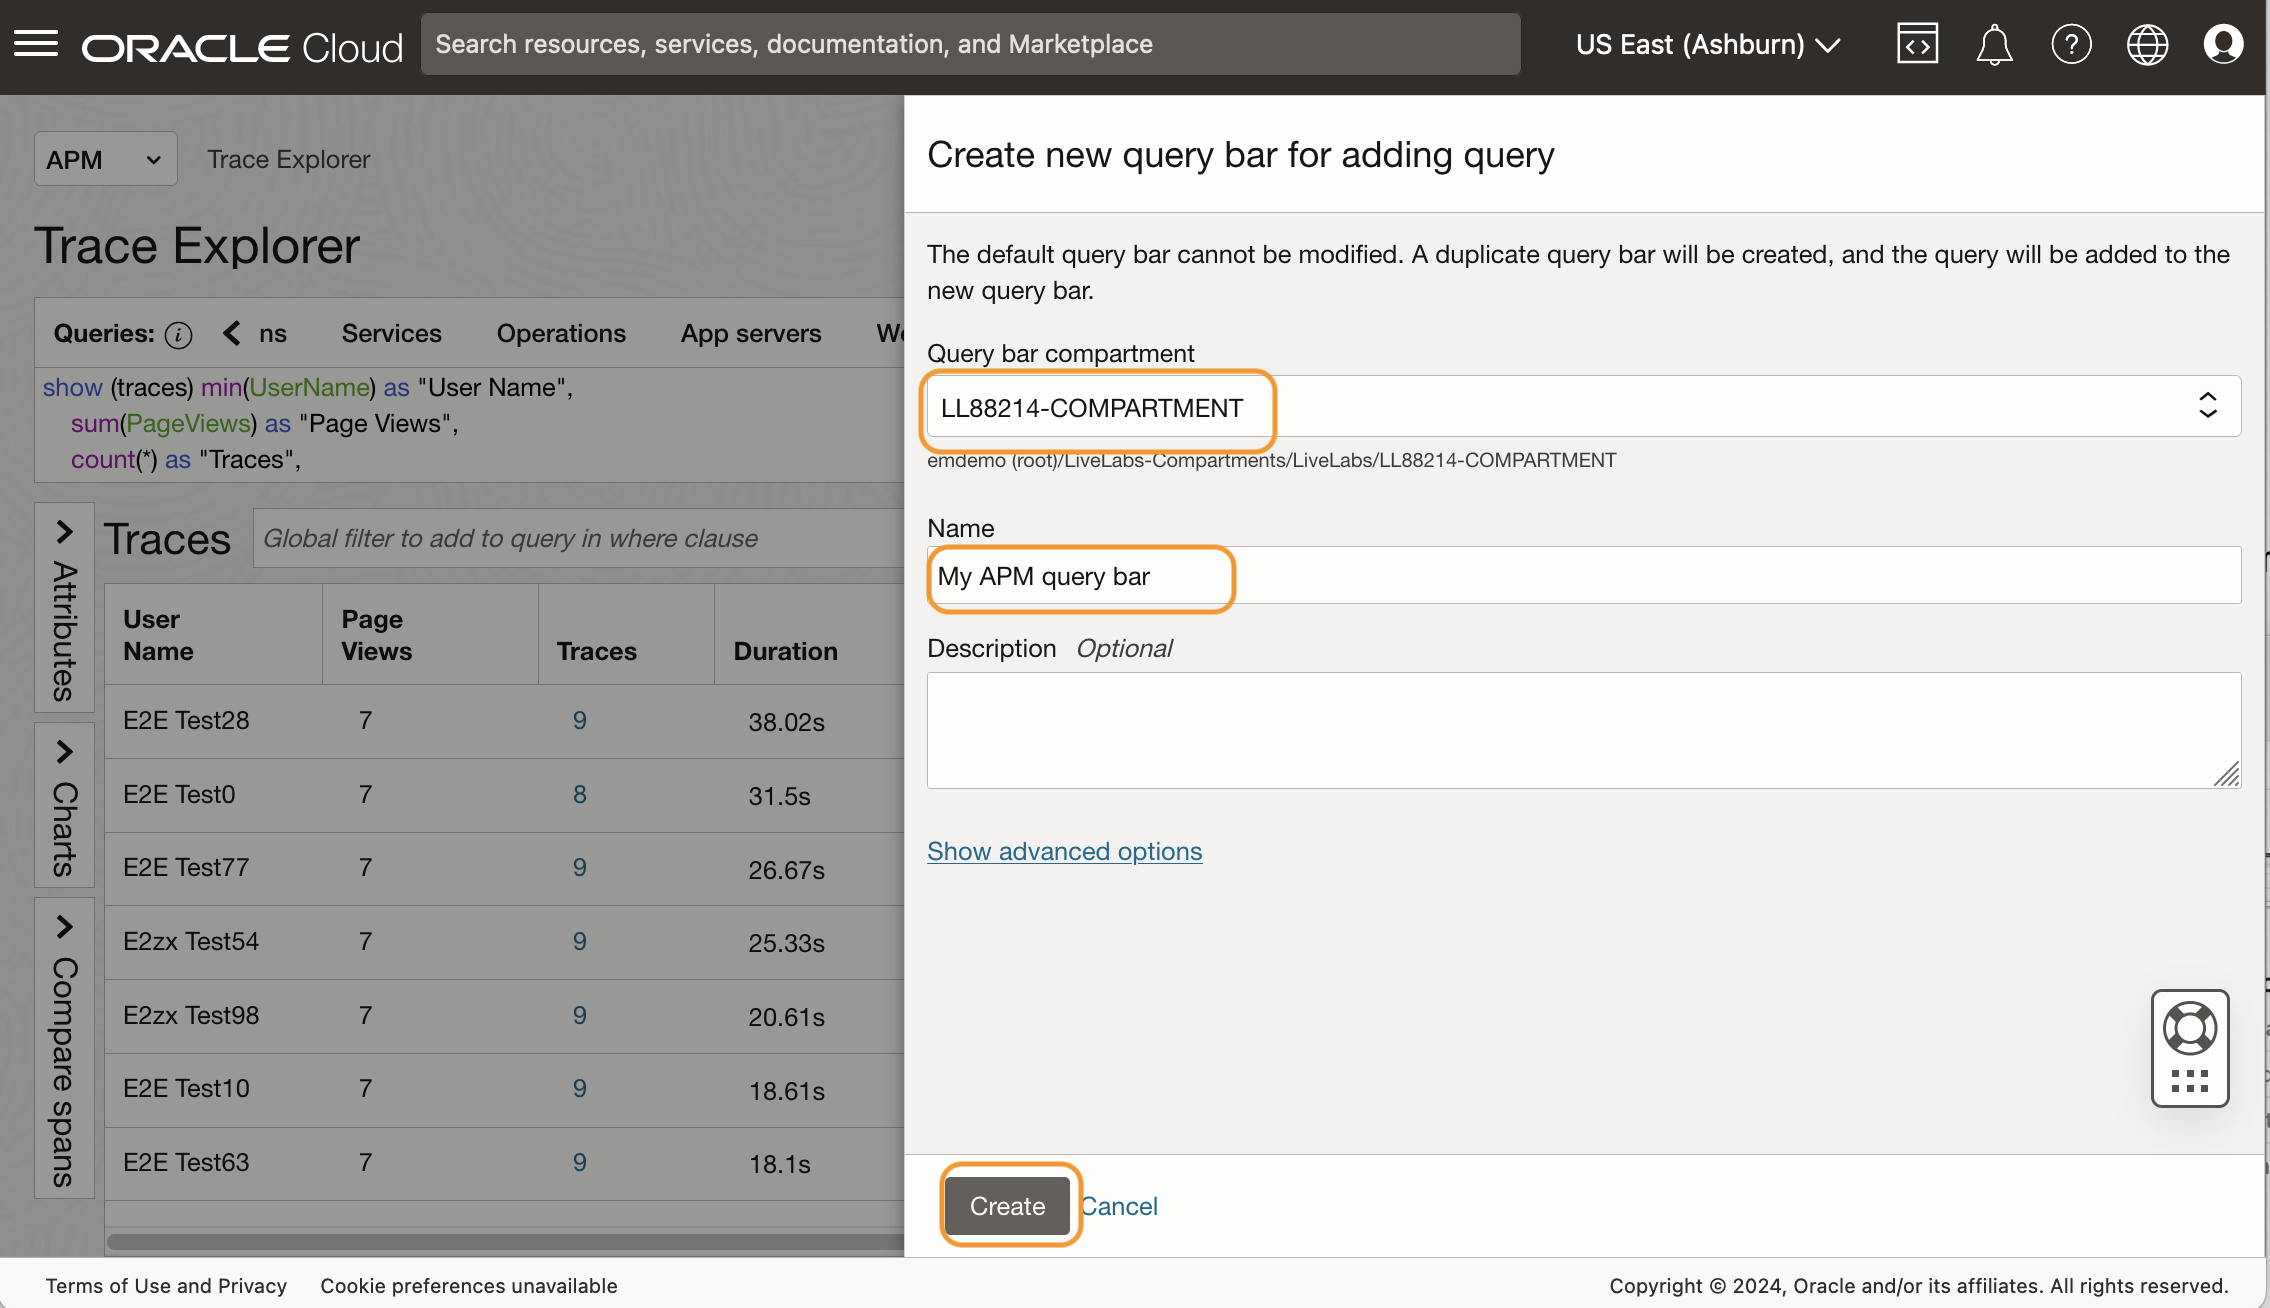 ORACLE Cloud
Search resources, services, documentation, and Marketplace
US East (Ashburn)
APM
Trace Explorer
Trace Explorer
Queries:
ns
Services
Operations
App servers
show (traces) min(UserName) as "User Name",
sum(PageViews) as "Page Views",
count(*) as "Traces",
Attributes
Charts
Compare spans
Traces
Global filter to add to query in where clause
User Name
Page Views
Traces
Duration
E2E Test28 7 9 38.02s
E2E Test0 7 8 31.5s
E2E Test77 7 9 26.67s
E2zx Test54 7 9 25.33s
E2zx Test98 7 9 20.61s
E2E Test10 7 9 18.61s
E2E Test63 7 9 18.1s
Create new query bar for adding query
The default query bar cannot be modified. A duplicate query bar will be created, and the query will be added to the
new query bar.
Query bar compartment
LL88214-COMPARTMENT
emdemo (root)/LiveLabs-Compartments/LiveLabs/LL88214-COMPARTMENT
Name
My APM query bar
Description Optional
Show advanced options
Create
Cancel
Terms of Use and Privacy
Cookie preferences unavailable
Copyright © 2024, Oracle and/or its affiliates. All rights reserved.